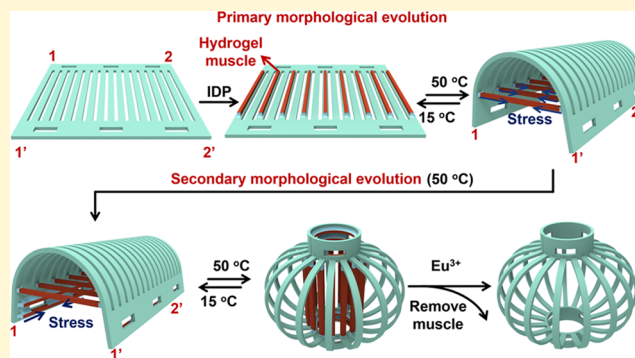 Primary morphological evolution
1 2
Hydrogel
muscle
IDP
1' 2'
50 °C
15 °C
Stress
1 1' 2
Secondary morphological evolution (50 °C)
1 Stress 1' 2'
50 °C
15 °C
Eu³⁺
Remove
muscle